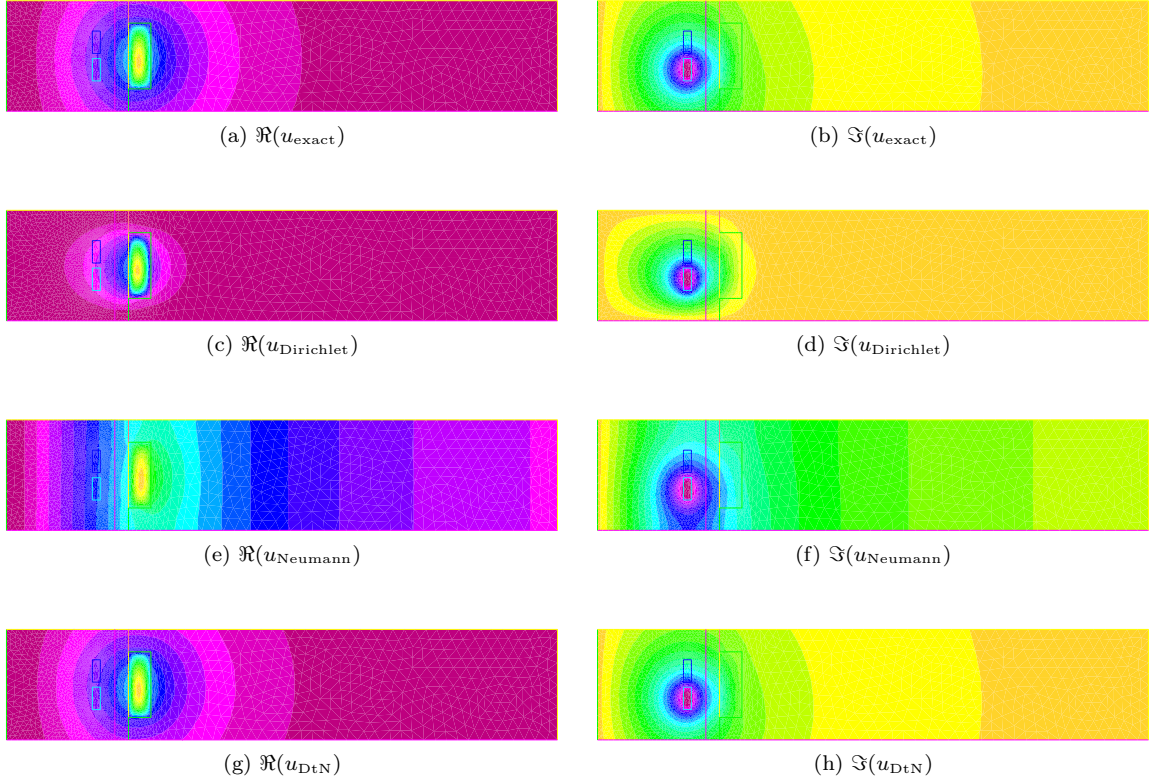 (a) ℜ(u_exact)
(b) ℑ(u_exact)
(c) ℜ(u_Dirichlet)
(d) ℑ(u_Dirichlet)
(e) ℜ(u_Neumann)
(f) ℑ(u_Neumann)
(g) ℜ(u_DtN)
(h) ℑ(u_DtN)